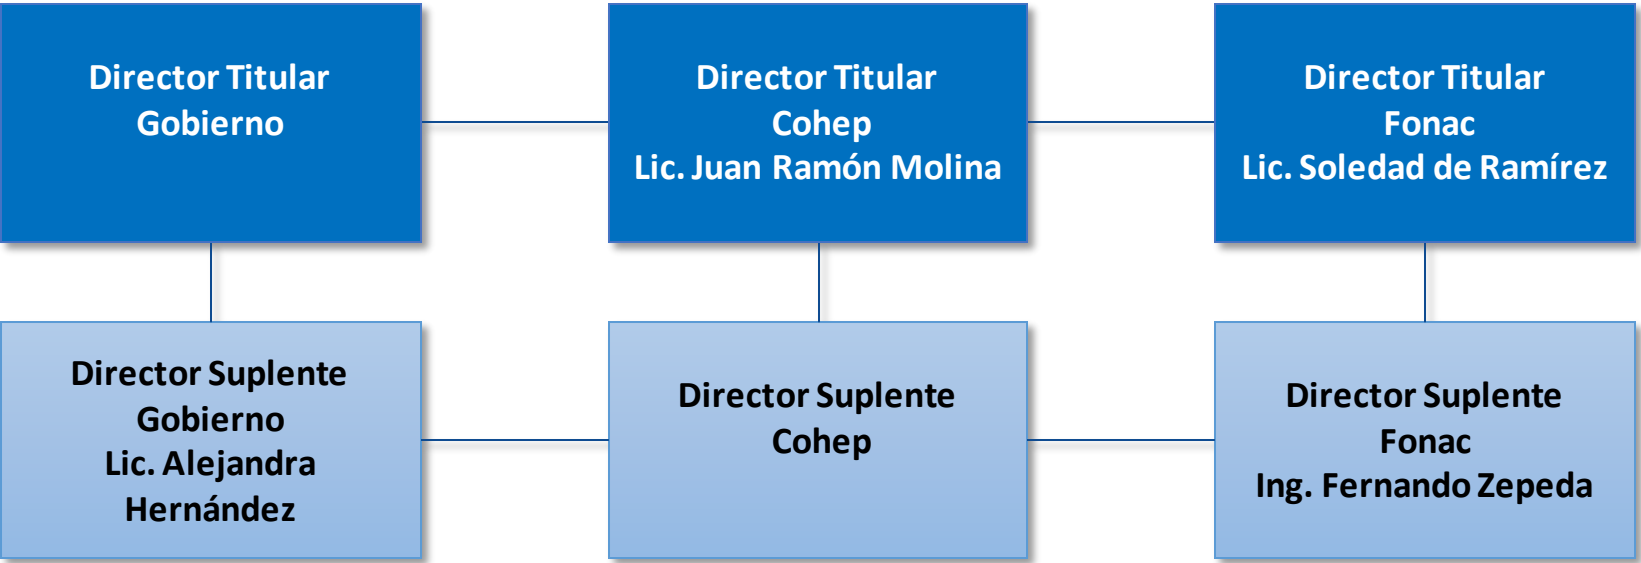 Director Titular
Gobierno
Director Titular
Cohep
Lic. Juan Ramón Molina
Director Titular
Fonac
Lic. Soledad de Ramírez
Director Suplente
Gobierno
Lic. Alejandra
Hernández
Director Suplente
Cohep
Director Suplente
Fonac
Ing. Fernando Zepeda